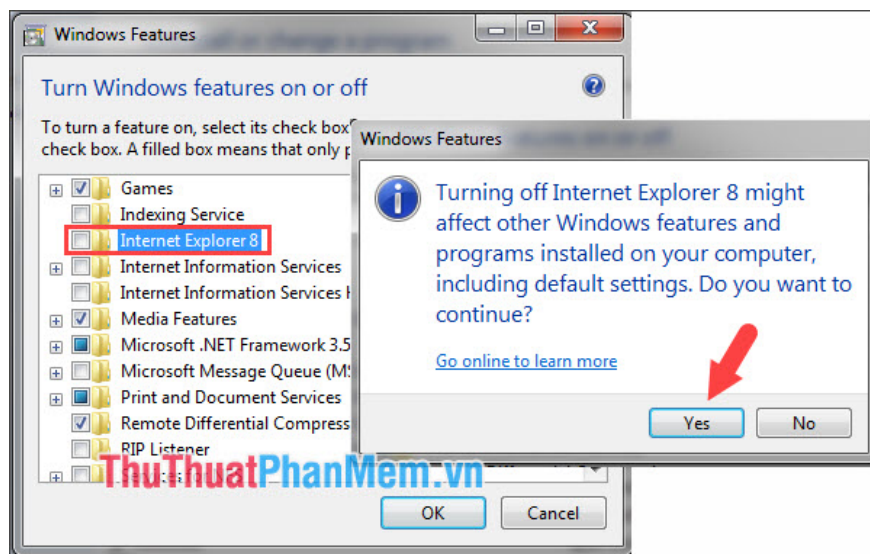 Windows Features
Turn Windows features on or off
To turn a feature on, select its check box
check box. A filled box means that only
Games
Indexing Service
Internet Explorer 8
Internet Information Services
Internet Information Services
Media Features
Microsoft .NET Framework 3.5
Microsoft Message Queue
Print and Document Services
Remote Differential Compress
RIP Listener
ThuThuatPhanMem.vn
OK
Cancel
Windows Features
Turning off Internet Explorer 8 might
affect other Windows features and
programs installed on your computer,
including default settings. Do you want to
continue?
Go online to learn more
Yes
No